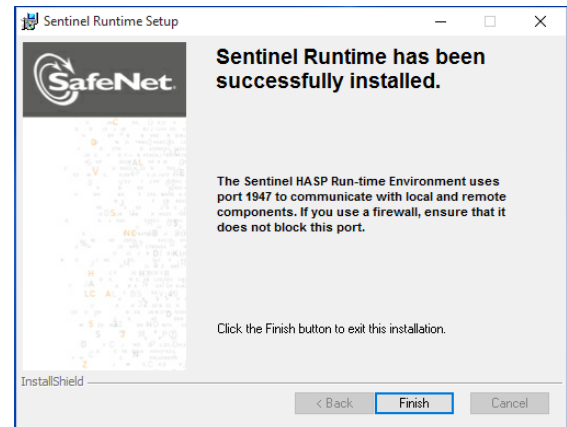 Sentinel Runtime Setup
SafeNet.
Sentinel Runtime has been
successfully installed.
The Sentinel HASP Run-time Environment uses
port 1947 to communicate with local and remote
components. If you use a firewall, ensure that it
does not block this port.
Click the Finish button to exit this installation.
InstallShield
< Back
Finish
Cancel